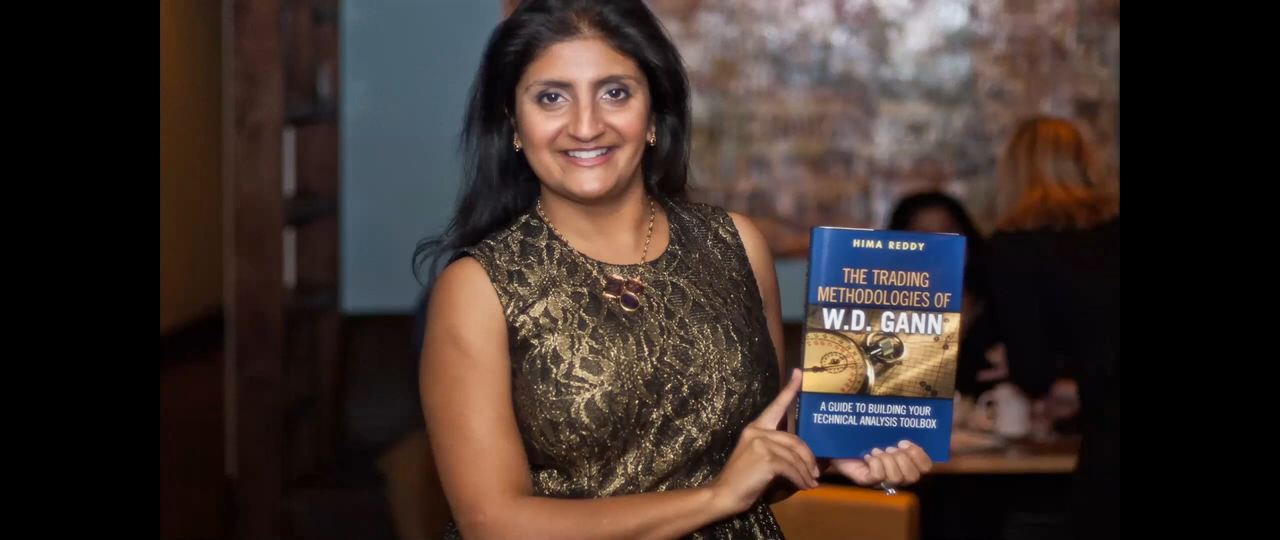 HIMA REDDY
THE TRADING
METHODOLOGIES OF
W.D. GANN
A GUIDE TO BUILDING YOUR
TECHNICAL ANALYSIS TOOLBOX